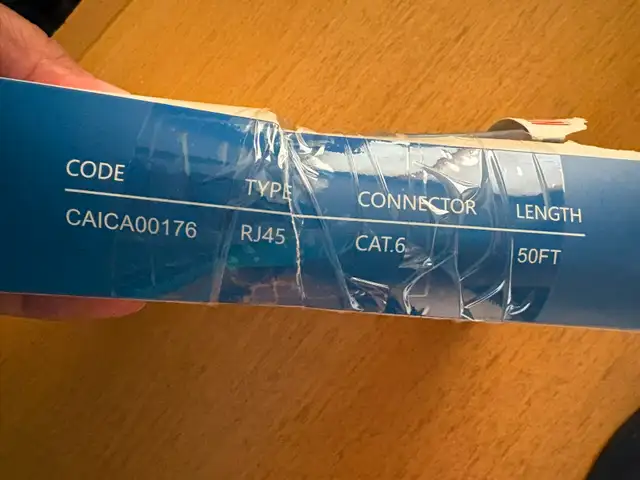 CODE TYPE CONNECTOR LENGTH
CAICA00176 RJ45 CAT.6 50FT